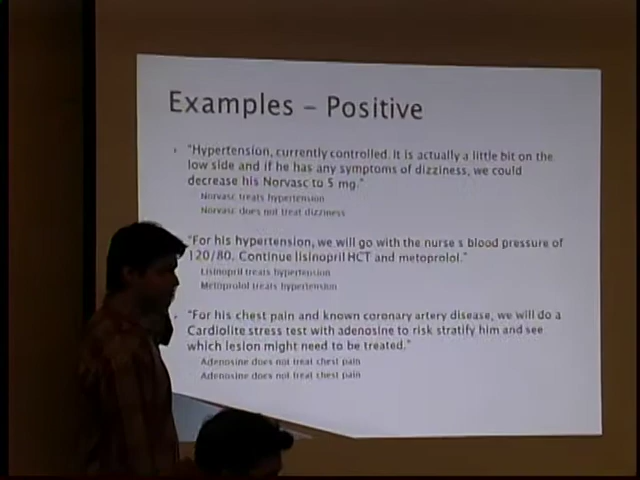 Examples – Positive
"Hypertension, currently controlled. It is actually a little bit on the
low side and if he has any symptoms of dizziness, we could
decrease his Norvasc to 5 mg."
Norvasc treats hypertension
Norvasc does not treat dizziness
"For his hypertension, we will go with the nurse s blood pressure of
120/80. Continue lisinopril HCT and metoprolol."
Lisinopril treats hypertension
Metoprolol treats hypertension
"For his chest pain and known coronary artery disease, we will do a
Cardiolite stress test with adenosine to risk stratify him and see
which lesion might need to be treated."
Adenosine does not treat chest pain
Adenosine does not treat chest pain